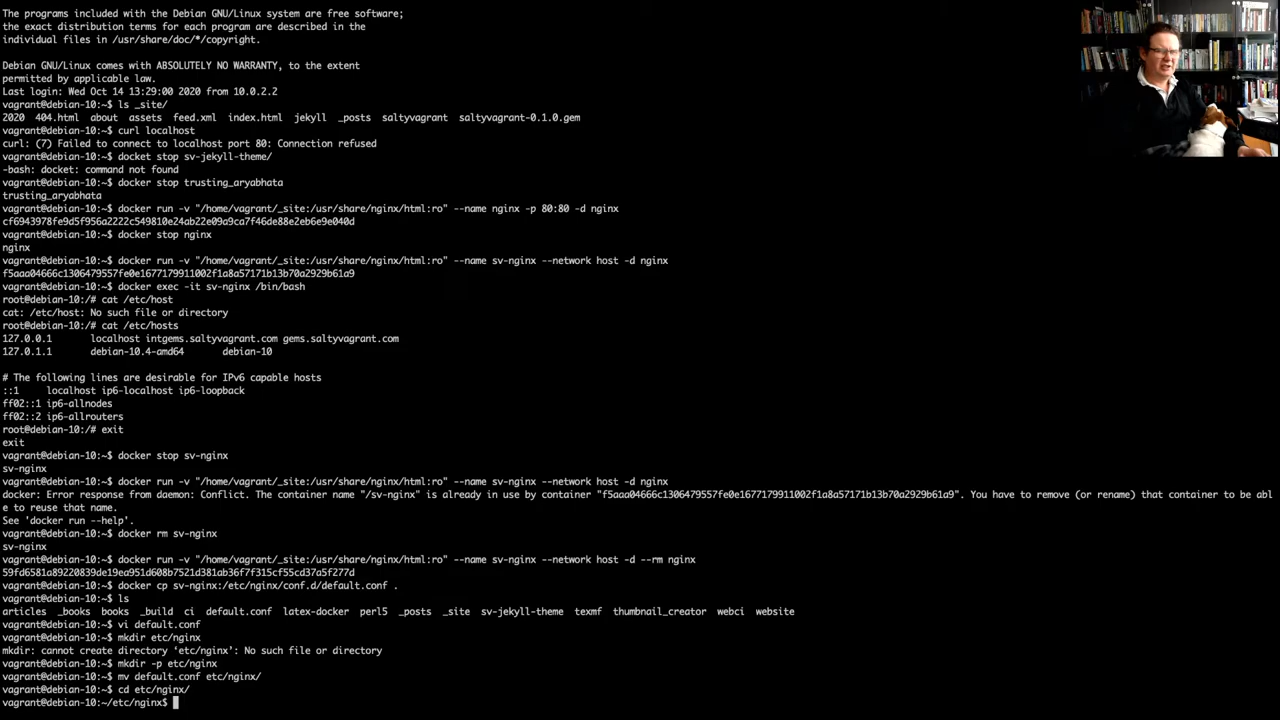 The programs included with the Debian GNU/Linux system are free software;
the exact distribution terms for each program are described in the
individual files in /usr/share/doc/*/copyright.
Debian GNU/Linux comes with ABSOLUTELY NO WARRANTY, to the extent
permitted by applicable law.
Last login: Wed Oct 14 13:29:00 2020 from 10.0.2.2
vagrant@debian-10:~$ ls _site/
2020  404.html  about  assets  feed.xml  index.html  jekyll  _posts  saltyvagrant  saltyvagrant-0.1.0.gem
vagrant@debian-10:~$ curl localhost
curl: (7) Failed to connect to localhost port 80: Connection refused
vagrant@debian-10:~$ docket stop sv-jekyll-theme/
-bash: docket: command not found
vagrant@debian-10:~$ docker stop trusting_aryabhata
trusting_aryabhata
vagrant@debian-10:~$ docker run -v "/home/vagrant/_site:/usr/share/nginx/html:ro" --name nginx -p 80:80 -d nginx
cf6943978fe9d5f956a2222c549810e24ab22e09a9ca7f46de88e2eb6e9e040d
vagrant@debian-10:~$ docker stop nginx
nginx
vagrant@debian-10:~$ docker run -v "/home/vagrant/_site:/usr/share/nginx/html:ro" --name sv-nginx --network host -d nginx
f5aaa04666c1306479557fe0e1677179911002f1a8a57171b13b70a2929b61a9
vagrant@debian-10:~$ docker exec -it sv-nginx /bin/bash
root@debian-10:/# cat /etc/host
cat: /etc/host: No such file or directory
root@debian-10:/# cat /etc/hosts
127.0.0.1       localhost intgems.saltyvagrant.com gems.saltyvagrant.com
127.0.1.1       debian-10.4-amd64       debian-10
# The following lines are desirable for IPv6 capable hosts
::1     localhost ip6-localhost ip6-loopback
ff02::1 ip6-allnodes
ff02::2 ip6-allrouters
root@debian-10:/# exit
exit
vagrant@debian-10:~$ docker stop sv-nginx
sv-nginx
vagrant@debian-10:~$ docker run -v "/home/vagrant/_site:/usr/share/nginx/html:ro" --name sv-nginx --network host -d nginx
docker: Error response from daemon: Conflict. The container name "/sv-nginx" is already in use by container "f5aaa04666c1306479557fe0e1677179911002f1a8a57171b13b70a2929b61a9". You have to remove (or rename) that container to be abl
e to reuse that name.
See 'docker run --help'.
vagrant@debian-10:~$ docker rm sv-nginx
sv-nginx
vagrant@debian-10:~$ docker run -v "/home/vagrant/_site:/usr/share/nginx/html:ro" --name sv-nginx --network host -d --rm nginx
59fd6581a89220839de19ea951d608b7521d381ab36f7f315cf55cd37a5f277d
vagrant@debian-10:~$ docker cp sv-nginx:/etc/nginx/conf.d/default.conf .
vagrant@debian-10:~$ ls
articles  _books  books  _build  ci  default.conf  latex-docker  perl5  _posts  _site  sv-jekyll-theme  texmf  thumbnail_creator  webci  website
vagrant@debian-10:~$ vi default.conf
vagrant@debian-10:~$ mkdir etc/nginx
mkdir: cannot create directory ‘etc/nginx’: No such file or directory
vagrant@debian-10:~$ mkdir -p etc/nginx
vagrant@debian-10:~$ mv default.conf etc/nginx/
vagrant@debian-10:~$ cd etc/nginx/
vagrant@debian-10:~/etc/nginx$